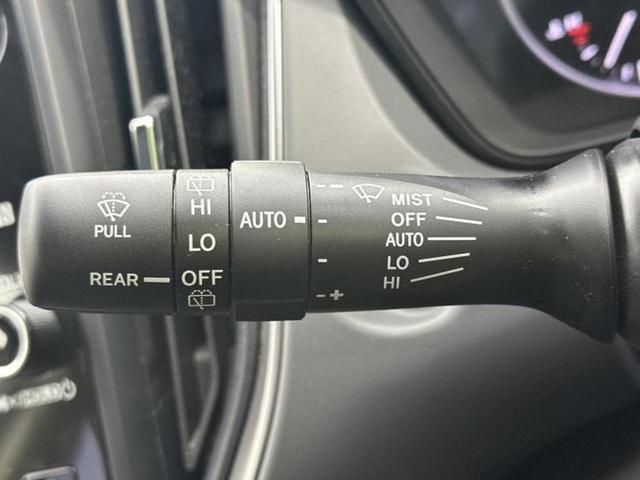 PULL
REAR
HI
LO
OFF
AUTO
-- 
-
-
-+
MIST
OFF
AUTO
LO
HI